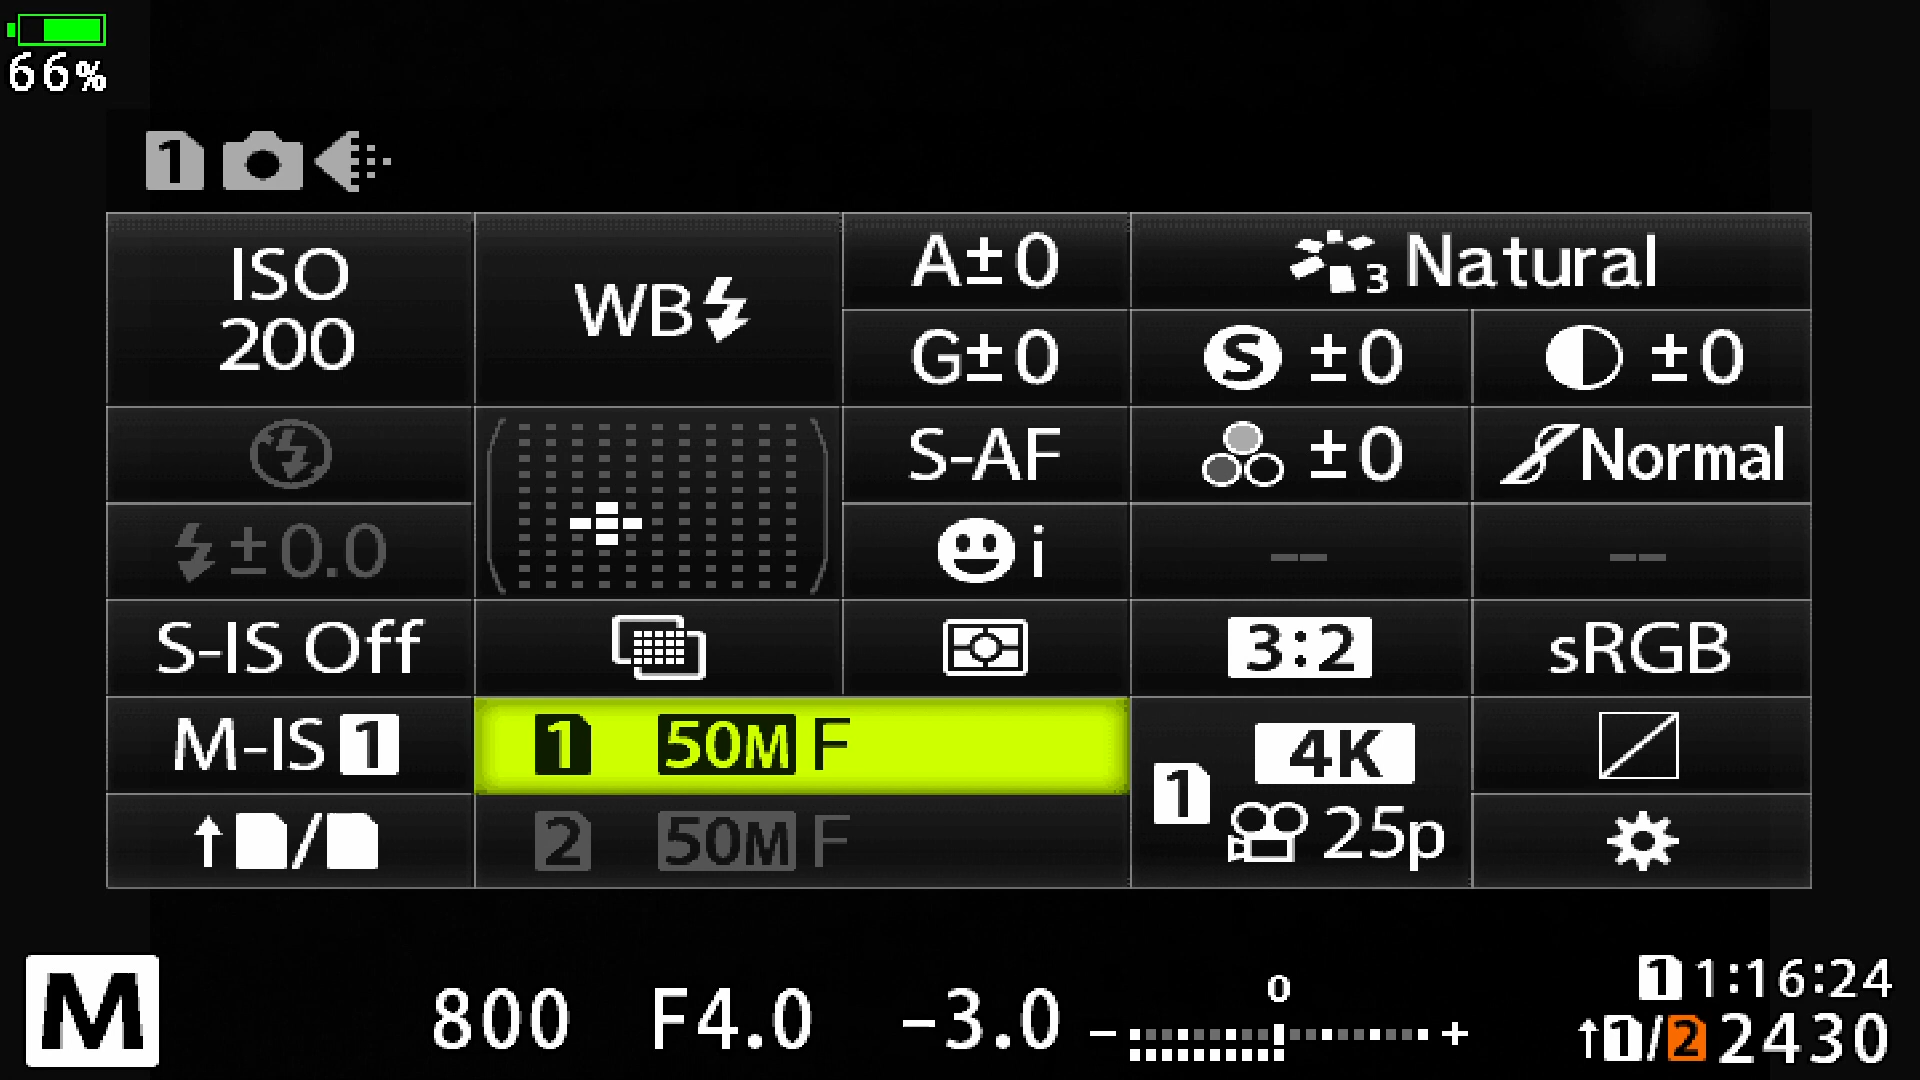 66%
1
ISO 200
WB
A±0
3 Natural
G±0
S ±0
±0
S-AF
±0
Normal
±0.0
i
--
--
S-IS Off
3:2
sRGB
M-IS 1
1 50M F
1 4K 25p
2 50M F
M
800
F4.0
-3.0
- 0 +
1 1:16:24
1/2 2430